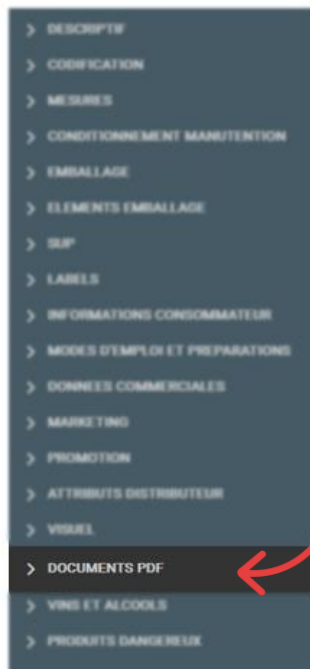 DESCRIPTIF
CODIFICATION
MESURES
CONDITIONNEMENT MANUTENTION
EMBALLAGE
ELEMENTS EMBALLAGE
SUP
LABELS
INFORMATIONS CONSOMMATEUR
MODES D'EMPLOI ET PREPARATIONS
DONNEES COMMERCIALES
MARKETING
PROMOTION
ATTRIBUTS DISTRIBUTEUR
VISUEL
DOCUMENTS PDF
VINS ET ALCOOLS
PRODUITS DANGEREUX